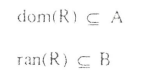 dom(R) ⊆ A
ran(R) ⊆ B